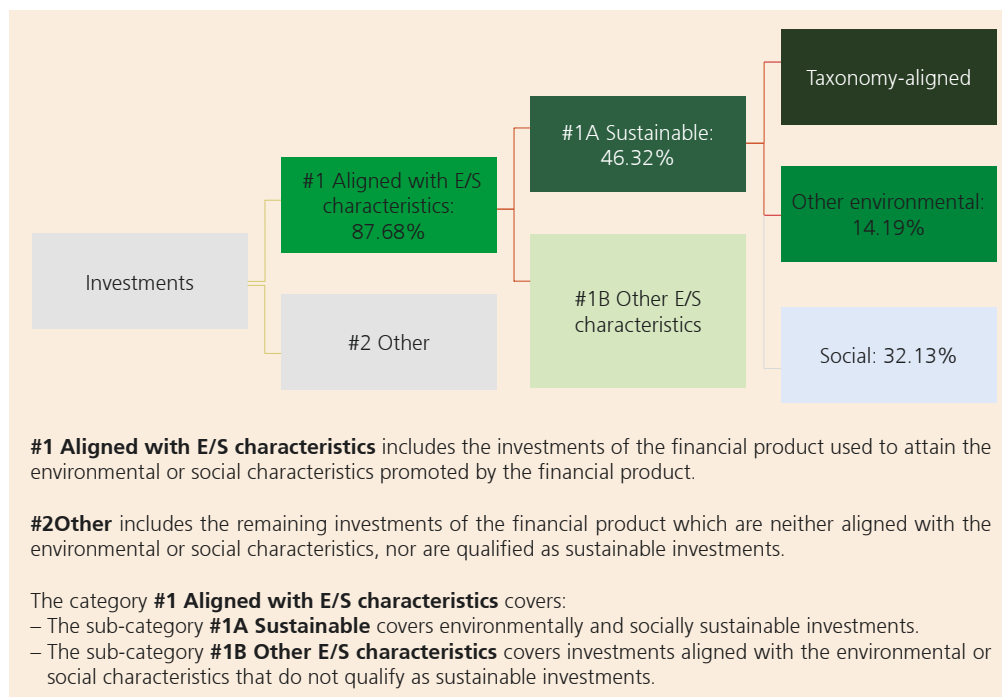 Taxonomy-aligned
#1A Sustainable:
46.32%
#1 Aligned with E/S
characteristics:
87.68%
Other environmental:
14.19%
Investments
#1B Other E/S
characteristics
#2 Other
Social: 32.13%
#1 Aligned with E/S characteristics includes the investments of the financial product used to attain the
environmental or social characteristics promoted by the financial product.
#2Other includes the remaining investments of the financial product which are neither aligned with the
environmental or social characteristics, nor are qualified as sustainable investments.
The category #1 Aligned with E/S characteristics covers:
– The sub-category #1A Sustainable covers environmentally and socially sustainable investments.
– The sub-category #1B Other E/S characteristics covers investments aligned with the environmental or
social characteristics that do not qualify as sustainable investments.